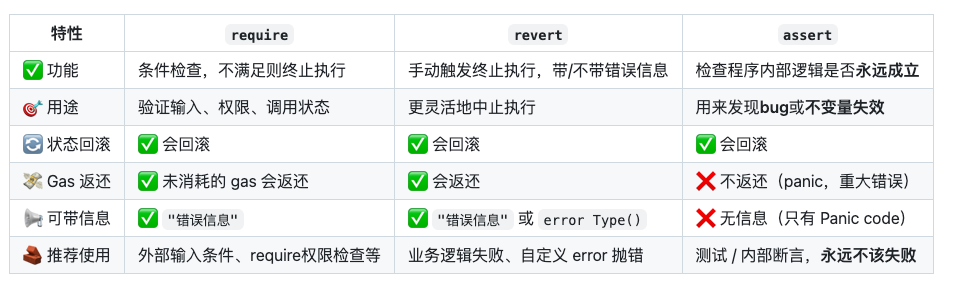 特性 require revert assert
✅ 功能 条件检查，不满足则终止执行 手动触发终止执行，带/不带错误信息 检查程序内部逻辑是否永远成立
🎯 用途 验证输入、权限、调用状态 更灵活地中止执行 用来发现bug或不变量失效
🔄 状态回滚 ✅ 会回滚 ✅ 会回滚 ✅ 会回滚
💸 Gas 返还 ✅ 未消耗的 gas 会返还 ✅ 会返还 ❌ 不返还（panic，重大错误）
📢 可带信息 ✅ "错误信息" ✅ "错误信息" 或 error Type() ❌ 无信息（只有 Panic code）
🧱 推荐使用 外部输入条件、require权限检查等 业务逻辑失败、自定义 error 抛错 测试 / 内部断言，永远不该失败